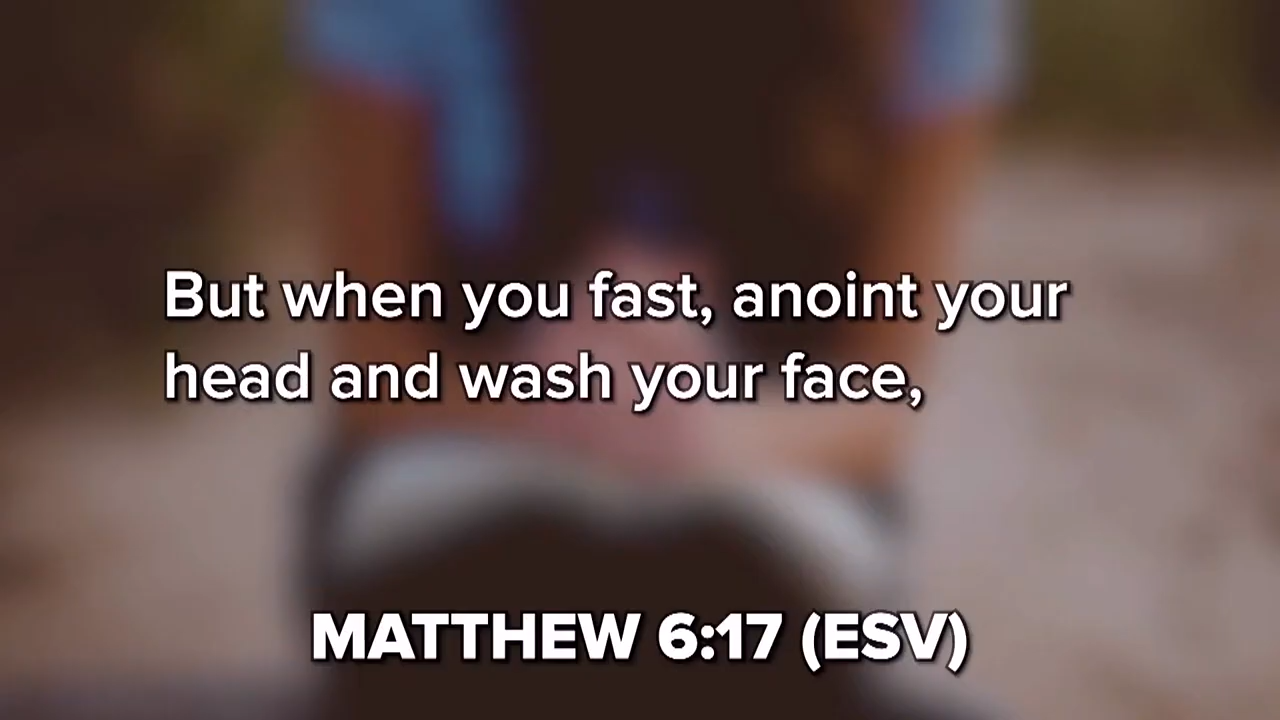 But when you fast, anoint your
head and wash your face,
MATTHEW 6:17 (ESV)